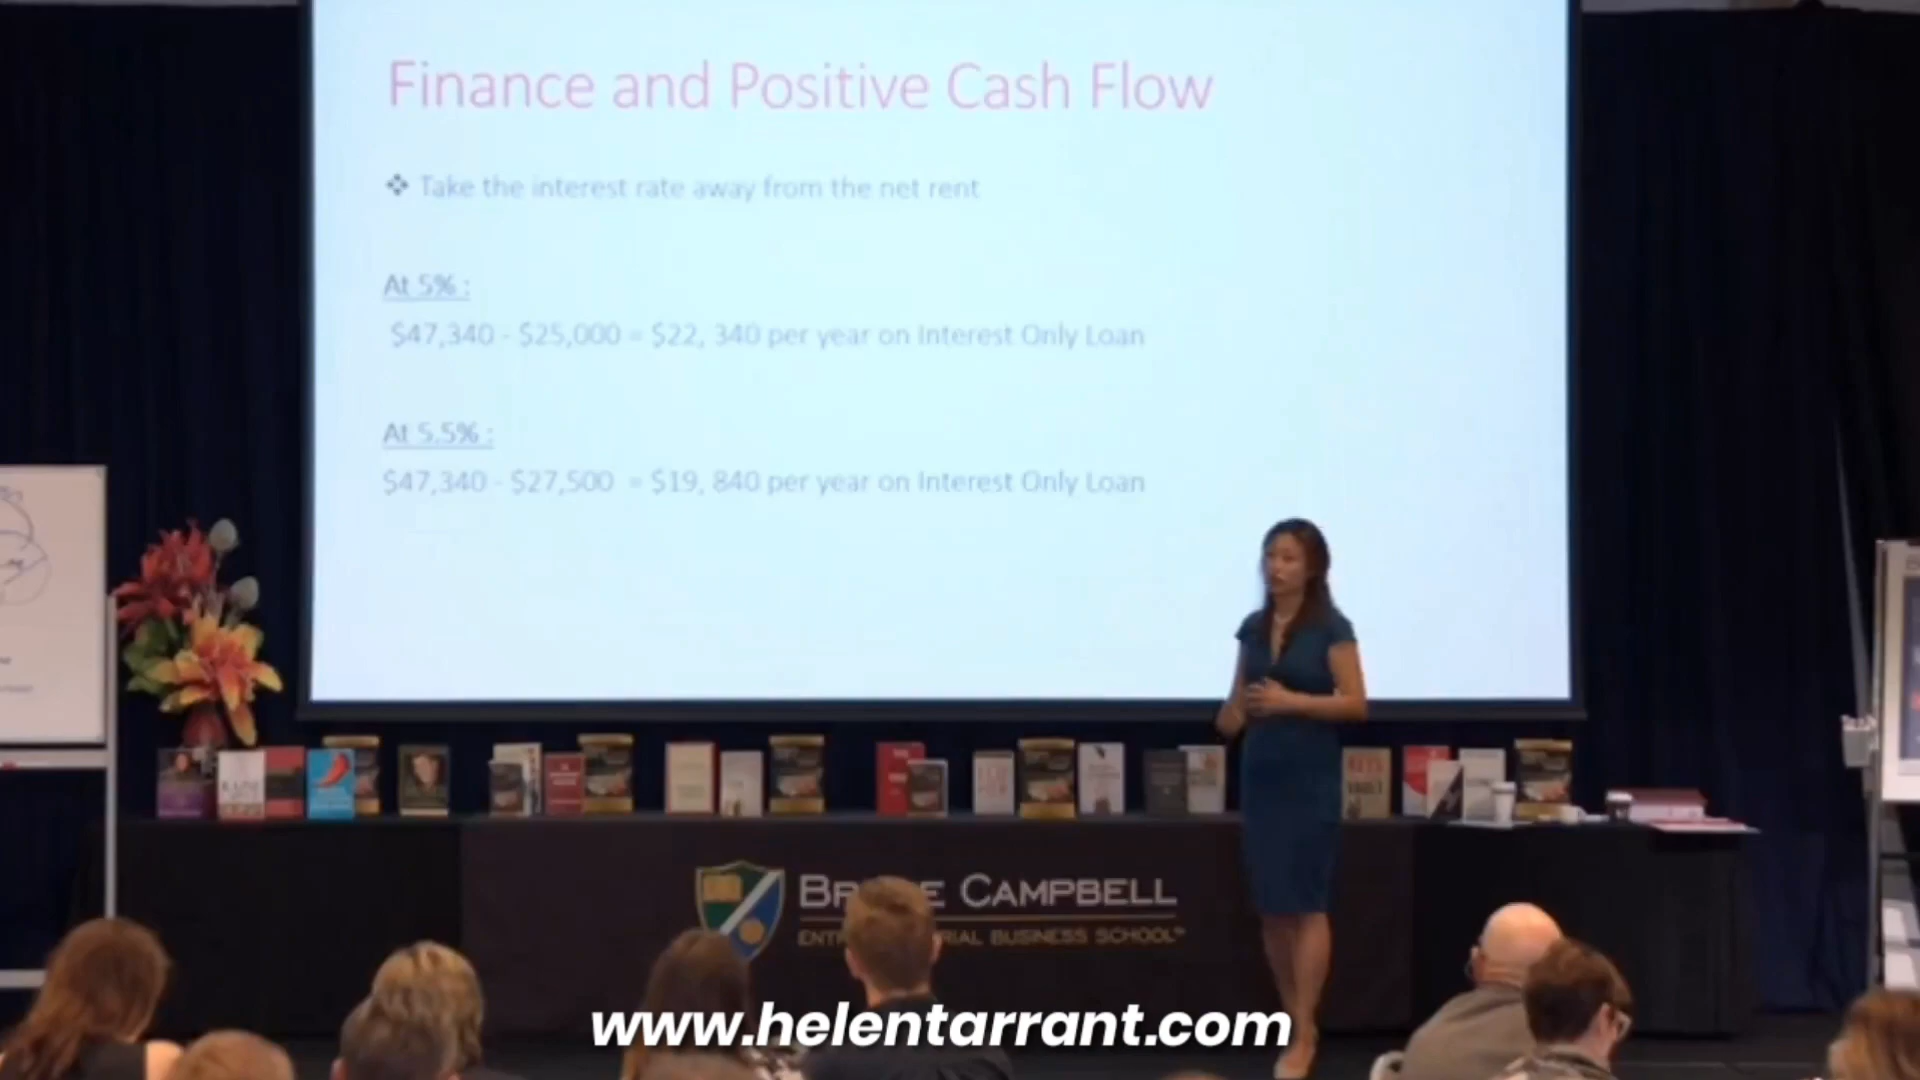 Finance and Positive Cash Flow
Take the interest rate away from the net rent
At 5% :
$47,340 - $25,000 = $22, 340 per year on Interest Only Loan
At 5.5% :
$47,340 - $27,500 = $19, 840 per year on Interest Only Loan
CAMPBELL
BUSINESS SCHOOL
www.helentarrant.com